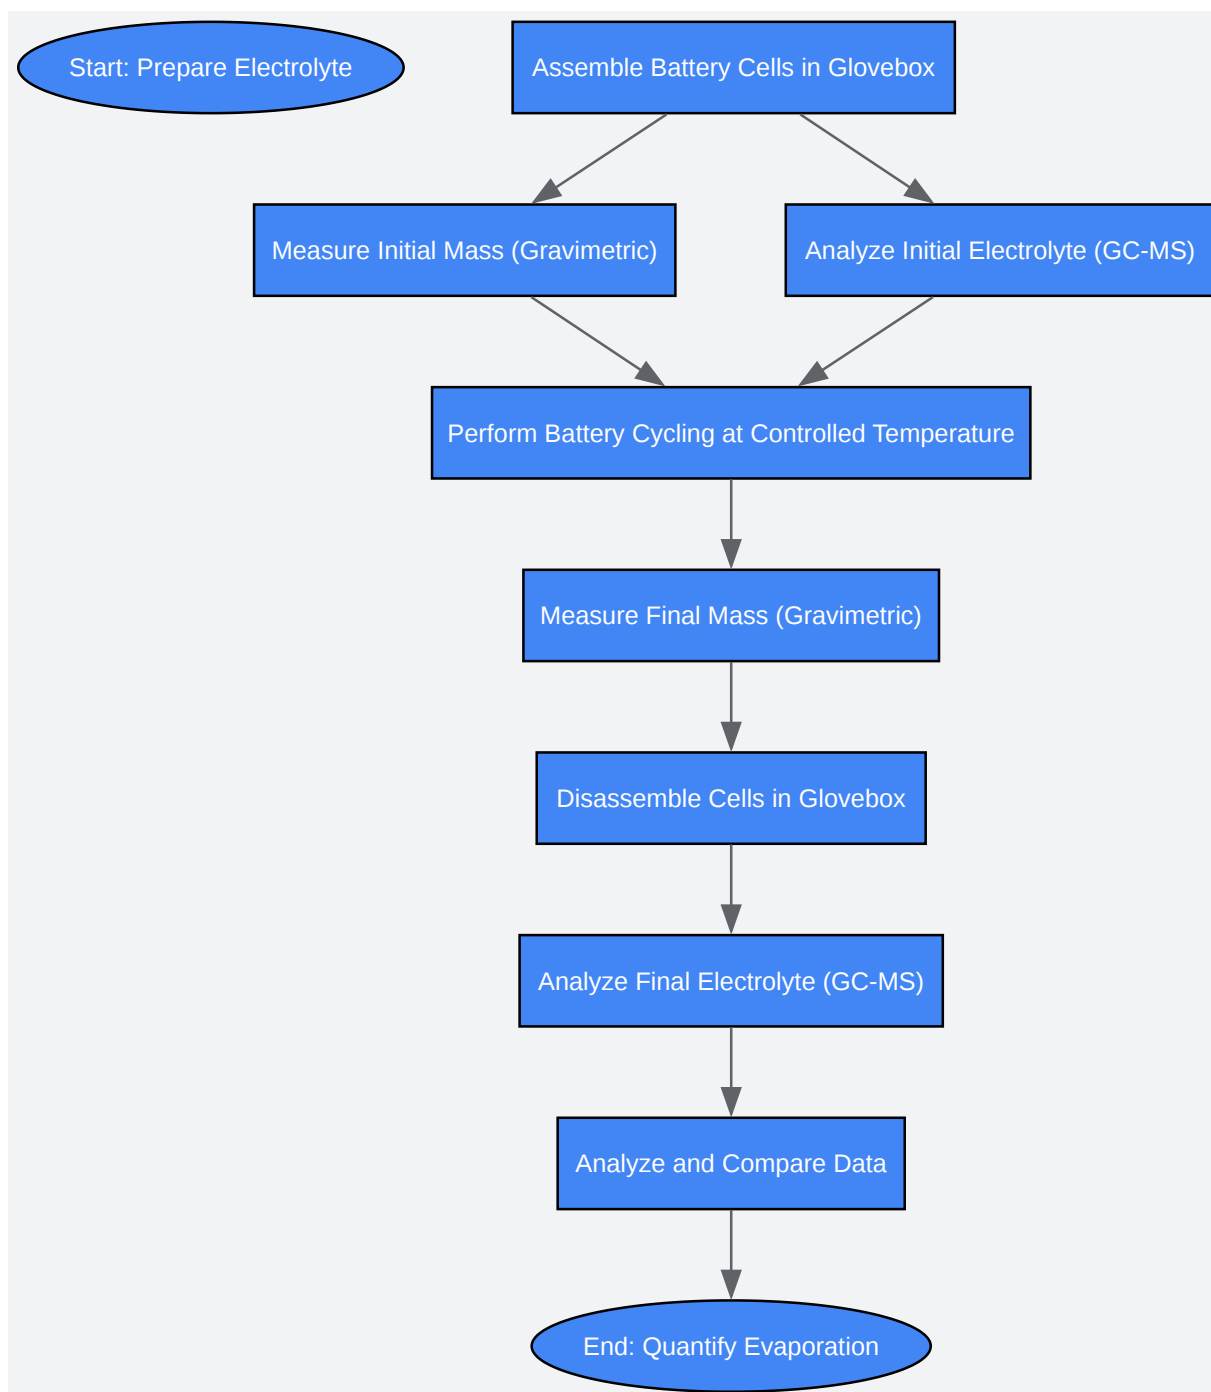 Start: Prepare Electrolyte
Assemble Battery Cells in Glovebox
Measure Initial Mass (Gravimetric)
Analyze Initial Electrolyte (GC-MS)
Perform Battery Cycling at Controlled Temperature
Measure Final Mass (Gravimetric)
Disassemble Cells in Glovebox
Analyze Final Electrolyte (GC-MS)
Analyze and Compare Data
End: Quantify Evaporation